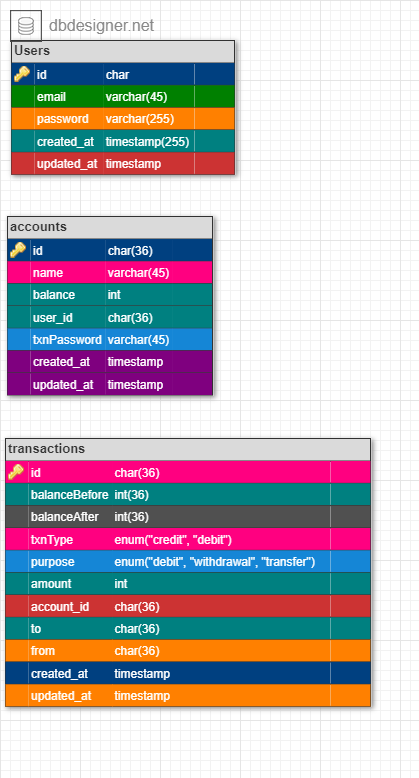 dbdesigner.net
Users
id char
email varchar(45)
password varchar(255)
created_at timestamp(255)
updated_at timestamp
accounts
id char(36)
name varchar(45)
balance int
user_id char(36)
txnPassword varchar(45)
created_at timestamp
updated_at timestamp
transactions
id char(36)
balanceBefore int(36)
balanceAfter int(36)
txnType enum("credit", "debit")
purpose enum("debit", "withdrawal", "transfer")
amount int
account_id char(36)
to char(36)
from char(36)
created_at timestamp
updated_at timestamp